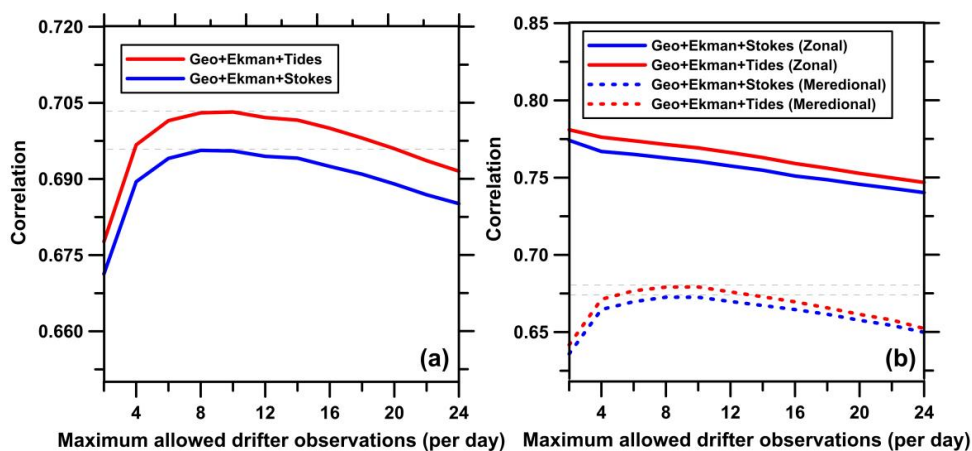 0.720
0.705
0.690
0.675
0.660
Correlation
Geo+Ekman+Tides
Geo+Ekman+Stokes
(a)
4 8 12 16 20 24
Maximum allowed drifter observations (per day)
0.85
0.80
0.75
0.70
0.65
Correlation
Geo+Ekman+Stokes (Zonal)
Geo+Ekman+Tides (Zonal)
Geo+Ekman+Stokes (Meredional)
Geo+Ekman+Tides (Meredional)
(b)
4 8 12 16 20 24
Maximum allowed drifter observations (per day)